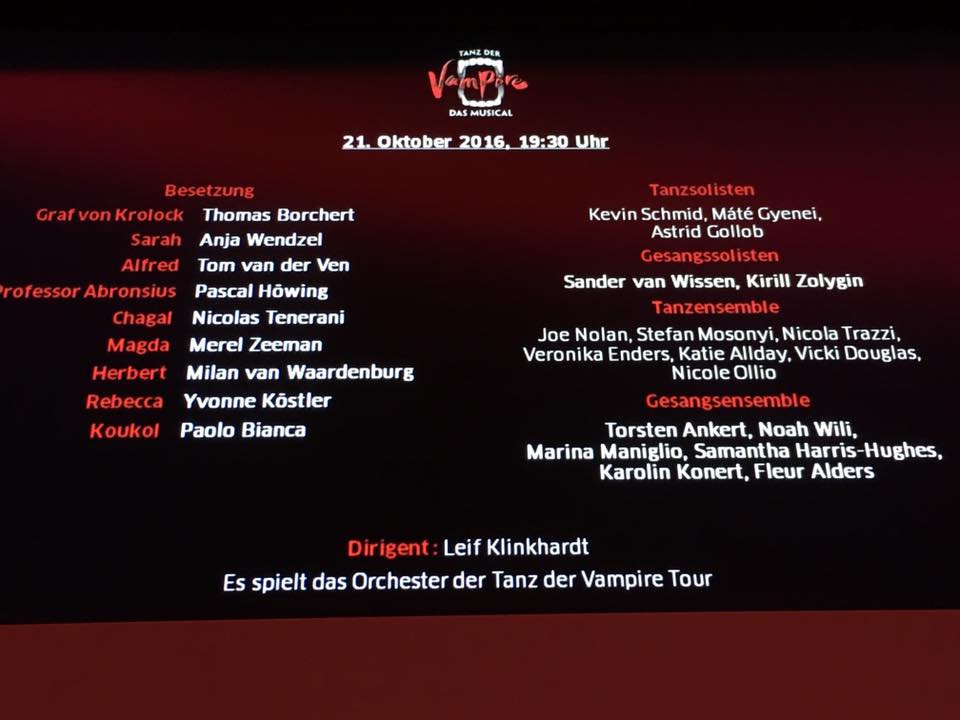 TANZ DER
Vampire
DAS MUSICAL
21. Oktober 2016, 19:30 Uhr
Besetzung
Graf von Krolock Thomas Borchert
Sarah Anja Wendzel
Alfred Tom van der Ven
Professor Abronsius Pascal Höwing
Chagal Nicolas Tenerani
Magda Merel Zeeman
Herbert Milan van Waardenburg
Rebecca Yvonne Köstler
Koukol Paolo Bianca
Tanzsolisten
Kevin Schmid, Máté Gyenei,
Astrid Gollob
Gesangssolisten
Sander van Wissen, Kirill Zolygin
Tanzensemble
Joe Nolan, Stefan Mosonyi, Nicola Trazzi,
Veronika Enders, Katie Allday, Vicki Douglas,
Nicole Ollio
Gesangsensemble
Torsten Ankert, Noah Wili,
Marina Maniglio, Samantha Harris-Hughes,
Karolin Konert, Fleur Alders
Dirigent: Leif Klinkhardt
Es spielt das Orchester der Tanz der Vampire Tour